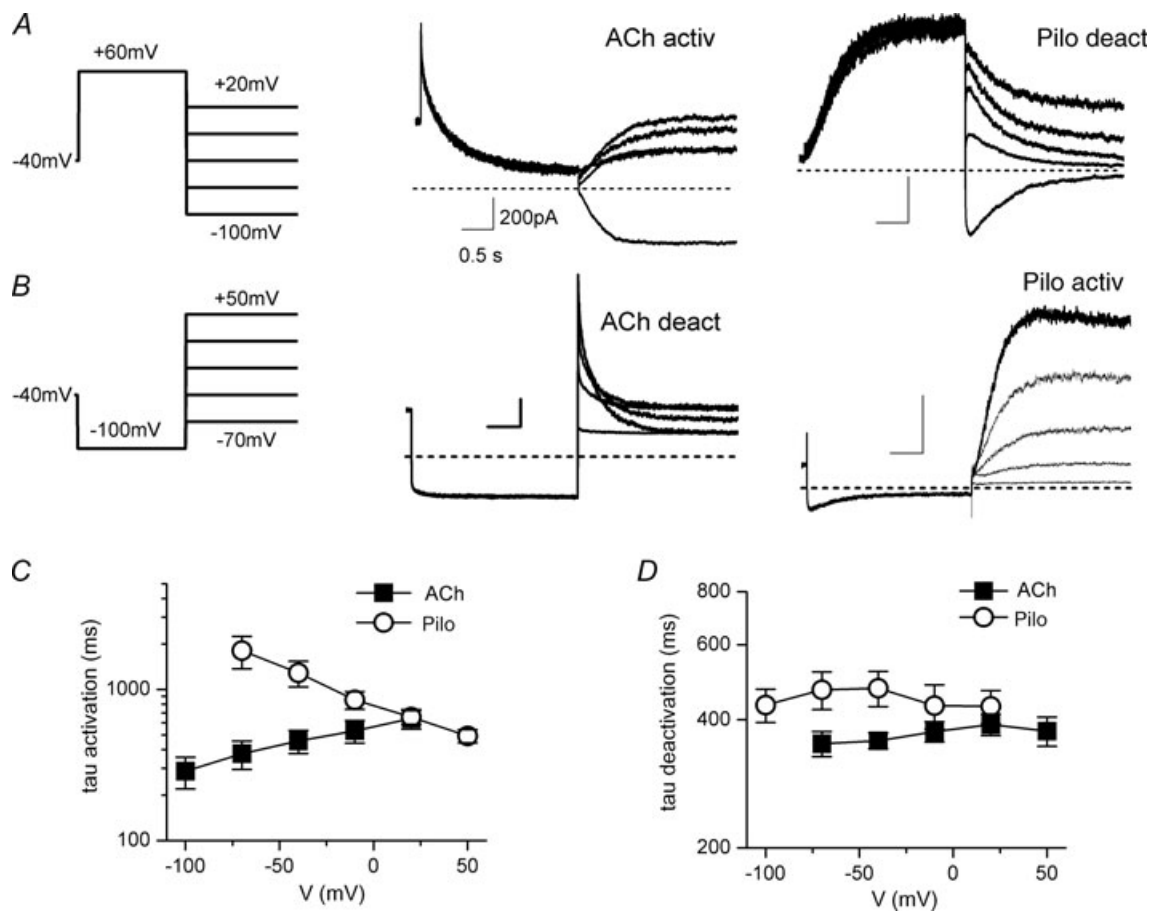 A
+60mV
+20mV
-40mV
-100mV
ACh activ
200pA
0.5 s
Pilo deact
B
+50mV
-40mV
-100mV
-70mV
ACh deact
Pilo activ
C
ACh
Pilo
tau activation (ms)
1000
100
-100
-50
0
50
V (mV)
D
ACh
Pilo
tau deactivation (ms)
800
600
400
200
-100
-50
0
50
V (mV)